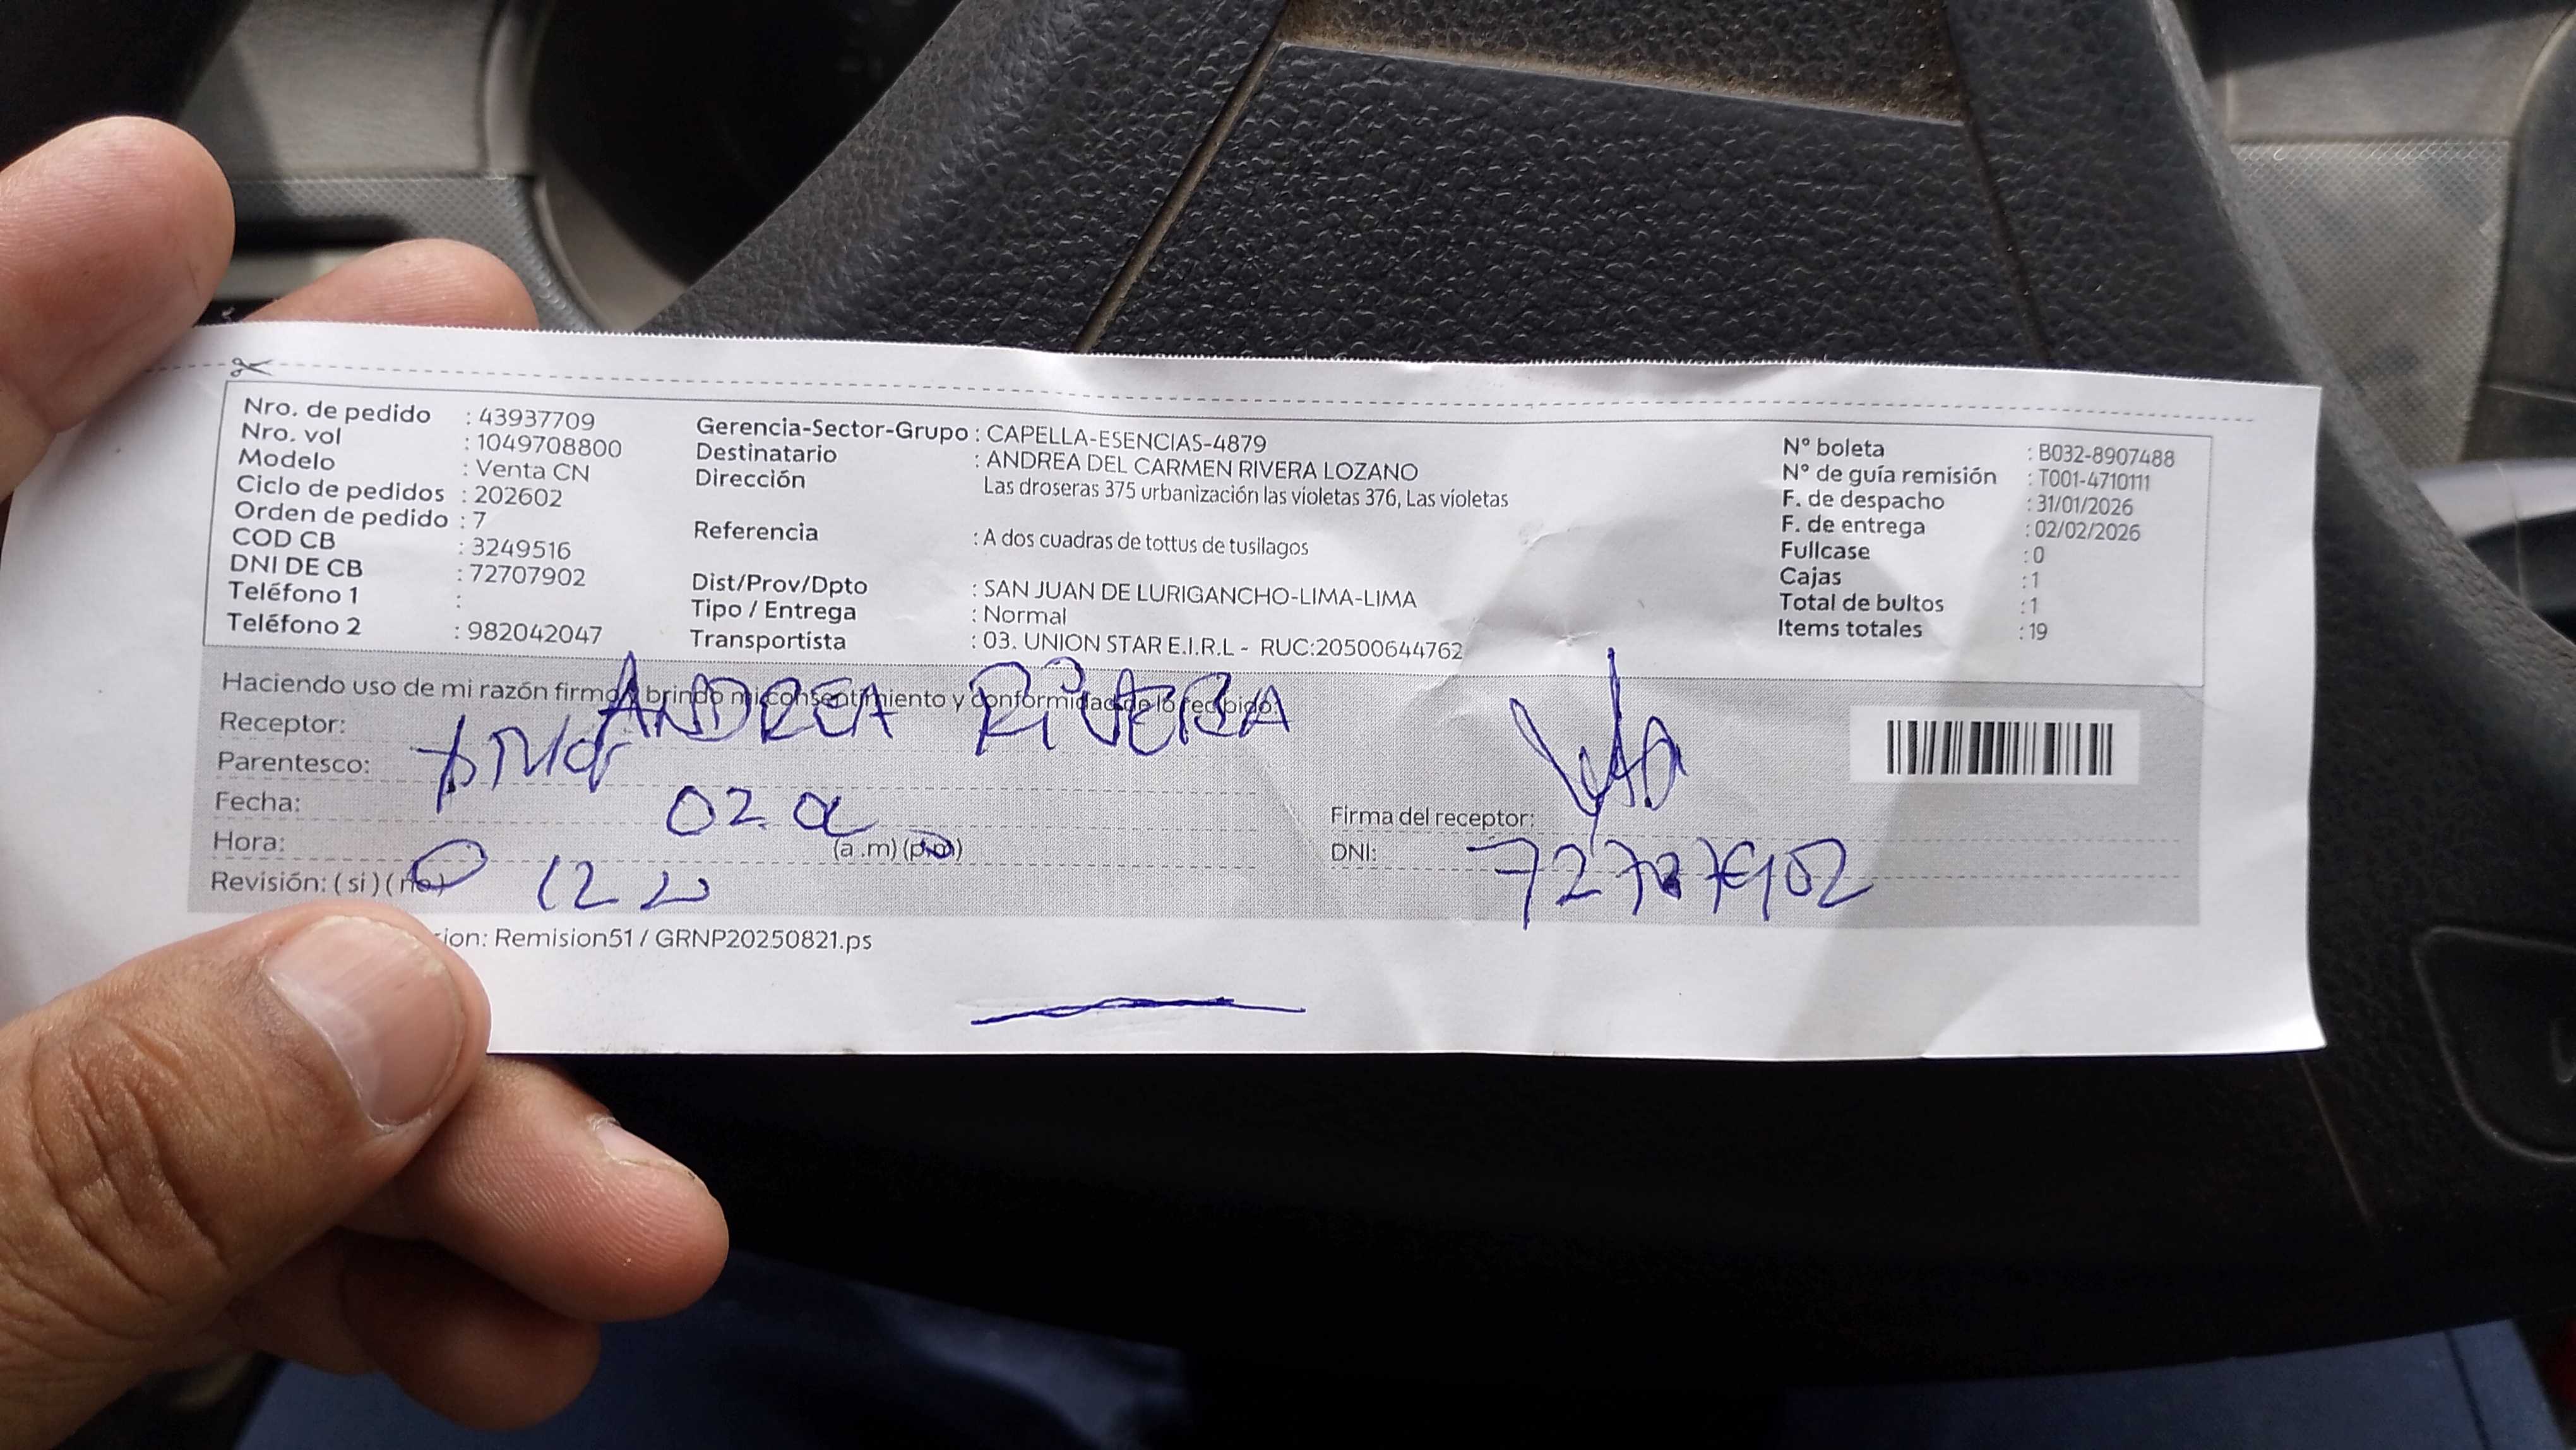 Nro. de pedido : 43937709
Nro. vol : 1049708800
Modelo : Venta CN
Ciclo de pedidos : 202602
Orden de pedido : 7
COD CB : 3249516
DNI DE CB : 72707902
Teléfono 1 :
Teléfono 2 : 982042047
Gerencia-Sector-Grupo : CAPELLA-ESENCIAS-4879
Destinatario : ANDREA DEL CARMEN RIVERA LOZANO
Dirección Las droseras 375 urbanización las violetas 376, Las violetas
Referencia : A dos cuadras de tottus de tusilagos
Dist/Prov/Dpto : SAN JUAN DE LURIGANCHO-LIMA-LIMA
Tipo / Entrega : Normal
Transportista : 03. UNION STAR E.I.R.L - RUC:20500644762
N° boleta : B032-8907488
N° de guía remisión : T001-4710111
F. de despacho : 31/01/2026
F. de entrega : 02/02/2026
Fullcase : 0
Cajas : 1
Total de bultos : 1
Items totales : 19
Haciendo uso de mi razón firmo y brindo mi consentimiento y conformidad de lo recibido:
Receptor: ANDREA RIVERA
Parentesco:
Fecha: 02
Hora: (a.m) (p.m)
Revisión: ( si ) ( no ) 12
Firma del receptor:
DNI: 72707902
ion: Remision51 / GRNP20250821.ps